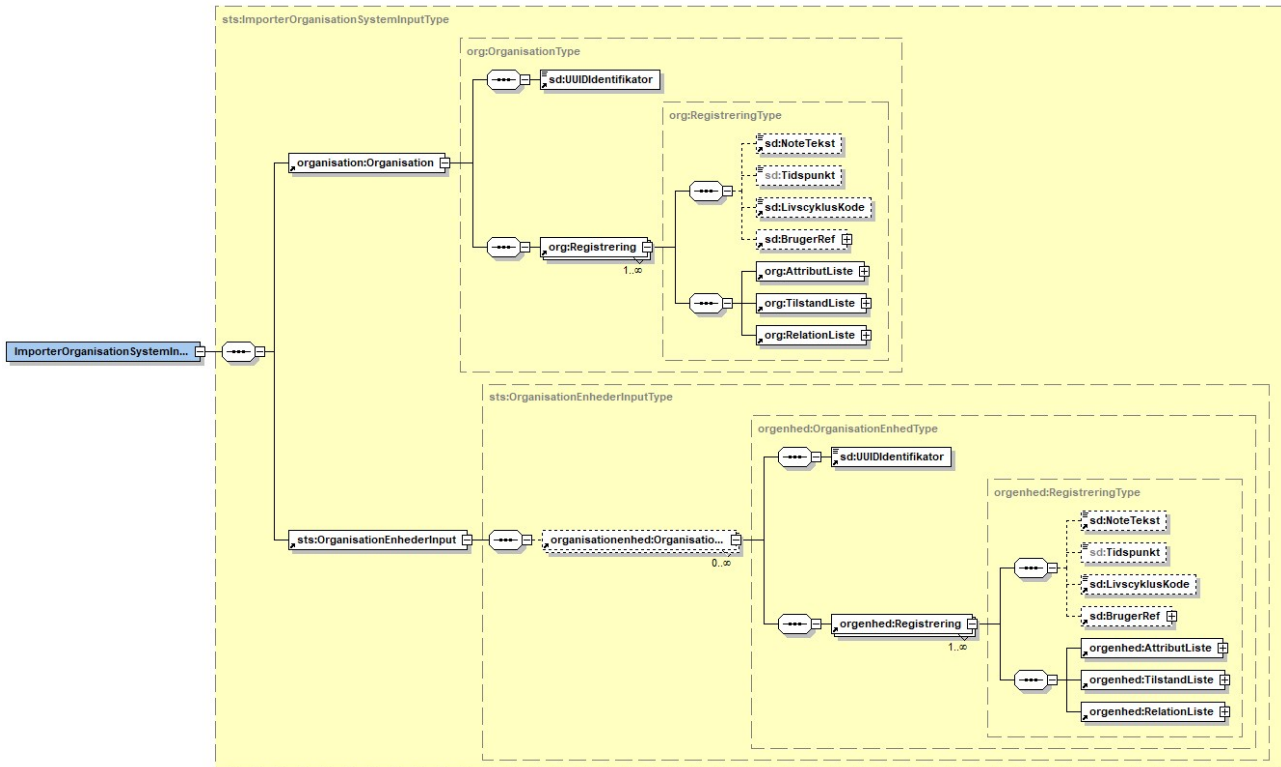 sts:ImporterOrganisationSystemInputType
org:OrganisationType
sd:UUIDIdentifikator
org:RegistreringType
sd:NoteTekst
organisation:Organisation
sd:Tidspunkt
sd:LivscyklusKode
sd:BrugerRef
org:Registrering
1..∞
org:AttributListe
org:TilstandListe
org:RelationListe
ImporterOrganisationSystemIn...
sts:OrganisationEnhederInputType
orgenhed:OrganisationEnhedType
sd:UUIDIdentifikator
orgenhed:RegistreringType
sd:NoteTekst
sts:OrganisationEnhederInput
organisationenhed:Organisatio...
0..∞
sd:Tidspunkt
sd:LivscyklusKode
sd:BrugerRef
orgenhed:Registrering
1..∞
orgenhed:AttributListe
orgenhed:TilstandListe
orgenhed:RelationListe